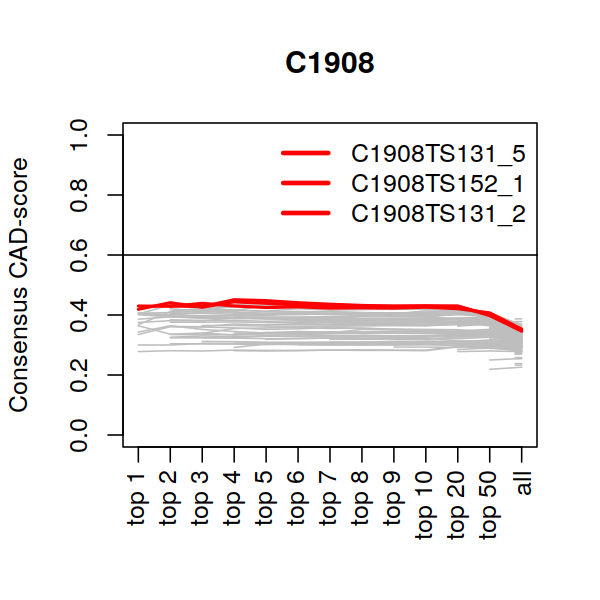 C1908
Consensus CAD-score
1.0
0.8
0.6
0.4
0.2
0.0
C1908TS131_5
C1908TS152_1
C1908TS131_2
top 1
top 2
top 3
top 4
top 5
top 6
top 7
top 8
top 9
top 10
top 20
top 50
all